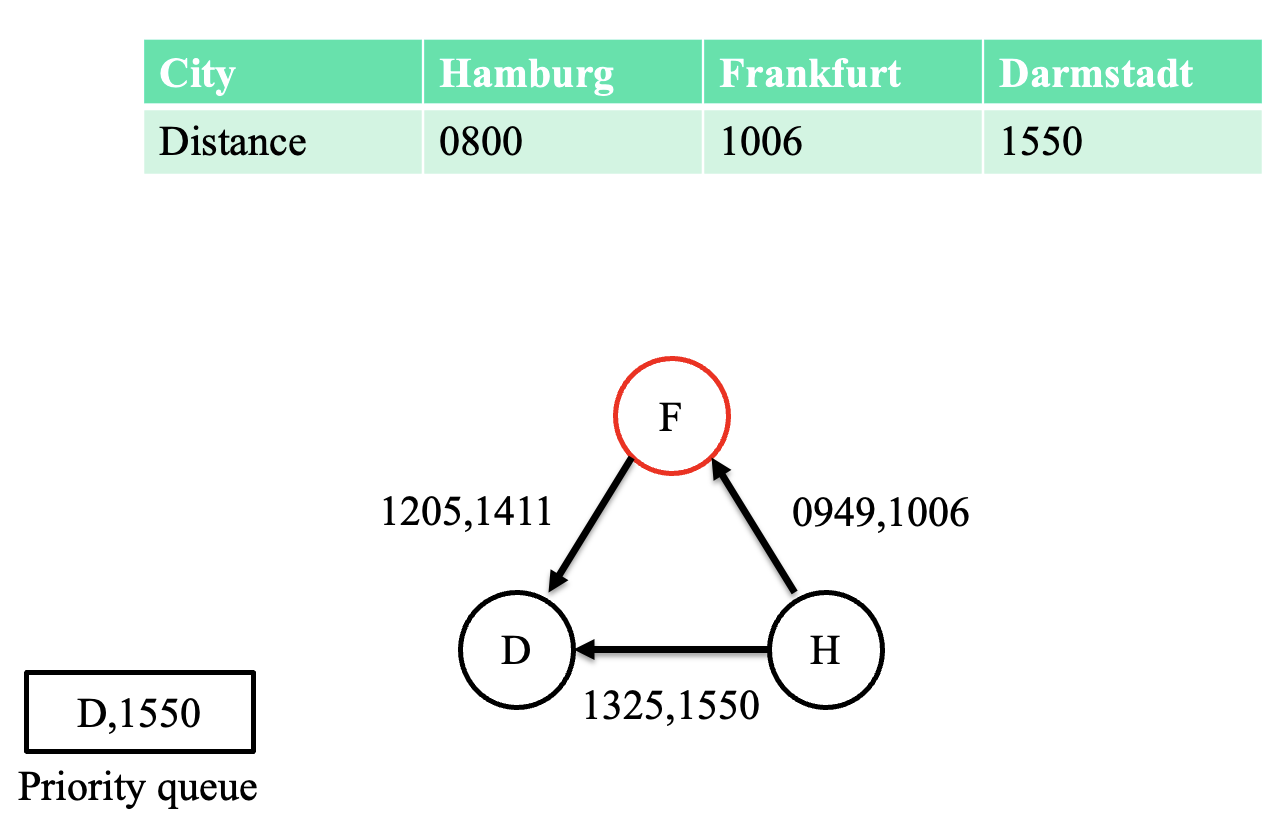 City Hamburg Frankfurt Darmstadt
Distance 0800 1006 1550
F
1205,1411 0949,1006
D H
1325,1550
D,1550
Priority queue